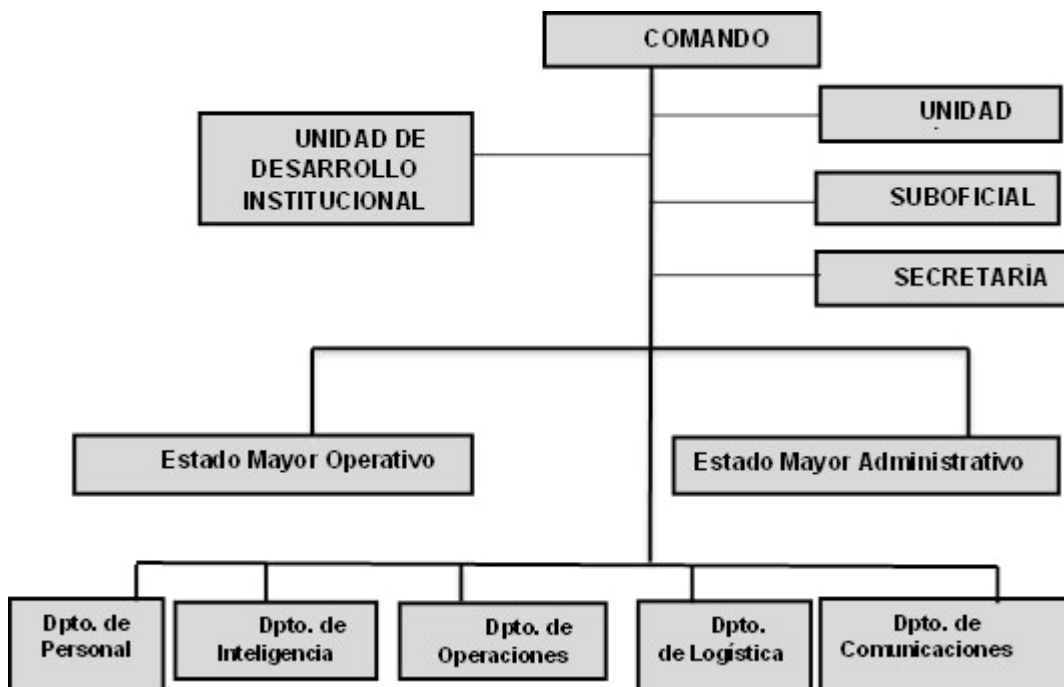 COMANDO
UNIDAD
UNIDAD DE
DESARROLLO
INSTITUCIONAL
SUBOFICIAL
SECRETARÍA
Estado Mayor Operativo
Estado Mayor Administrativo
Dpto. de
Personal
Dpto. de
Inteligencia
Dpto. de
Operaciones
Dpto.
de Logística
Dpto. de
Comunicaciones